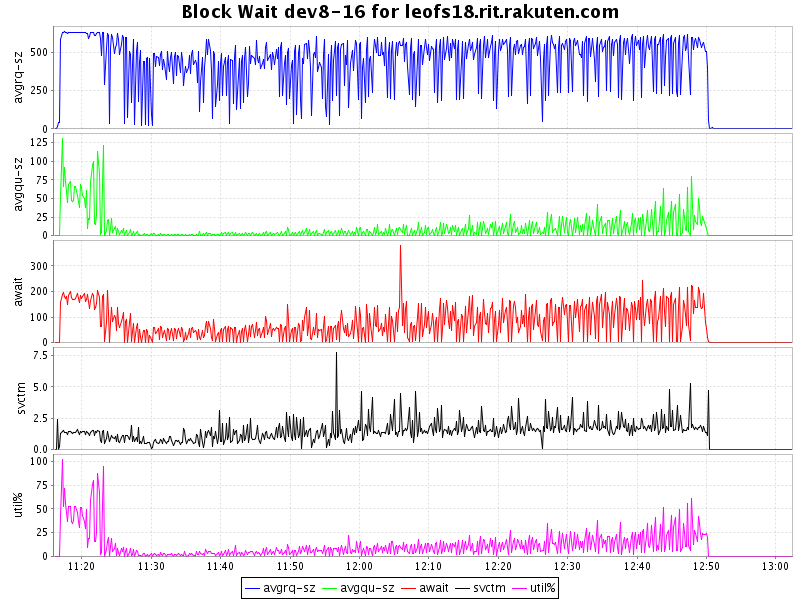 Block Wait dev8-16 for leofs18.rit.rakuten.com
avgrq-sz
500
250
0
avgqu-sz
125
100
75
50
25
0
await
300
200
100
0
svctm
7.5
5.0
2.5
0.0
util%
100
75
50
25
0
11:20 11:30 11:40 11:50 12:00 12:10 12:20 12:30 12:40 12:50 13:00
avgrq-sz avgqu-sz await svctm util%